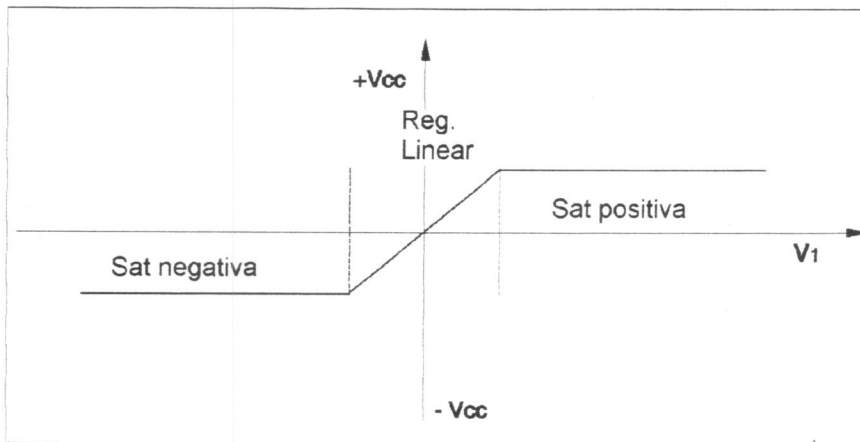 +Vcc
Reg.
Linear
Sat positiva
V1
Sat negativa
- Vcc